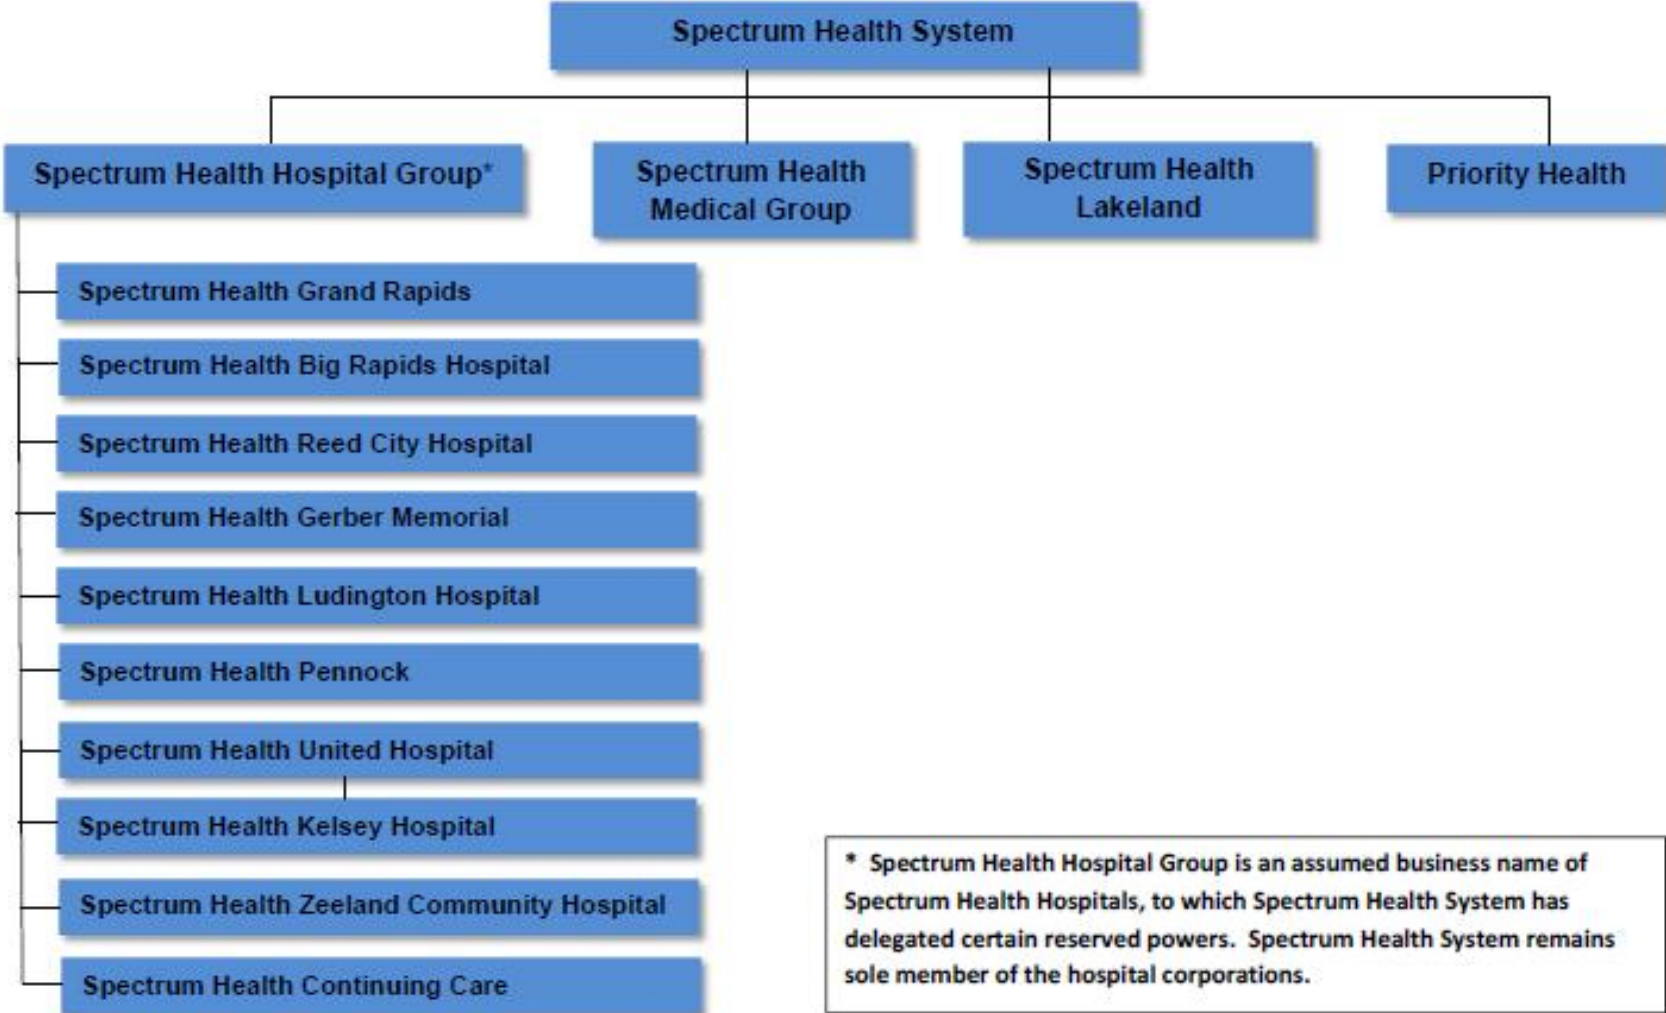 Spectrum Health System
Spectrum Health Hospital Group*
Spectrum Health
Medical Group
Spectrum Health
Lakeland
Priority Health
Spectrum Health Grand Rapids
Spectrum Health Big Rapids Hospital
Spectrum Health Reed City Hospital
Spectrum Health Gerber Memorial
Spectrum Health Ludington Hospital
Spectrum Health Pennock
Spectrum Health United Hospital
Spectrum Health Kelsey Hospital
Spectrum Health Zeeland Community Hospital
Spectrum Health Continuing Care
* Spectrum Health Hospital Group is an assumed business name of
Spectrum Health Hospitals, to which Spectrum Health System has
delegated certain reserved powers. Spectrum Health System remains
sole member of the hospital corporations.